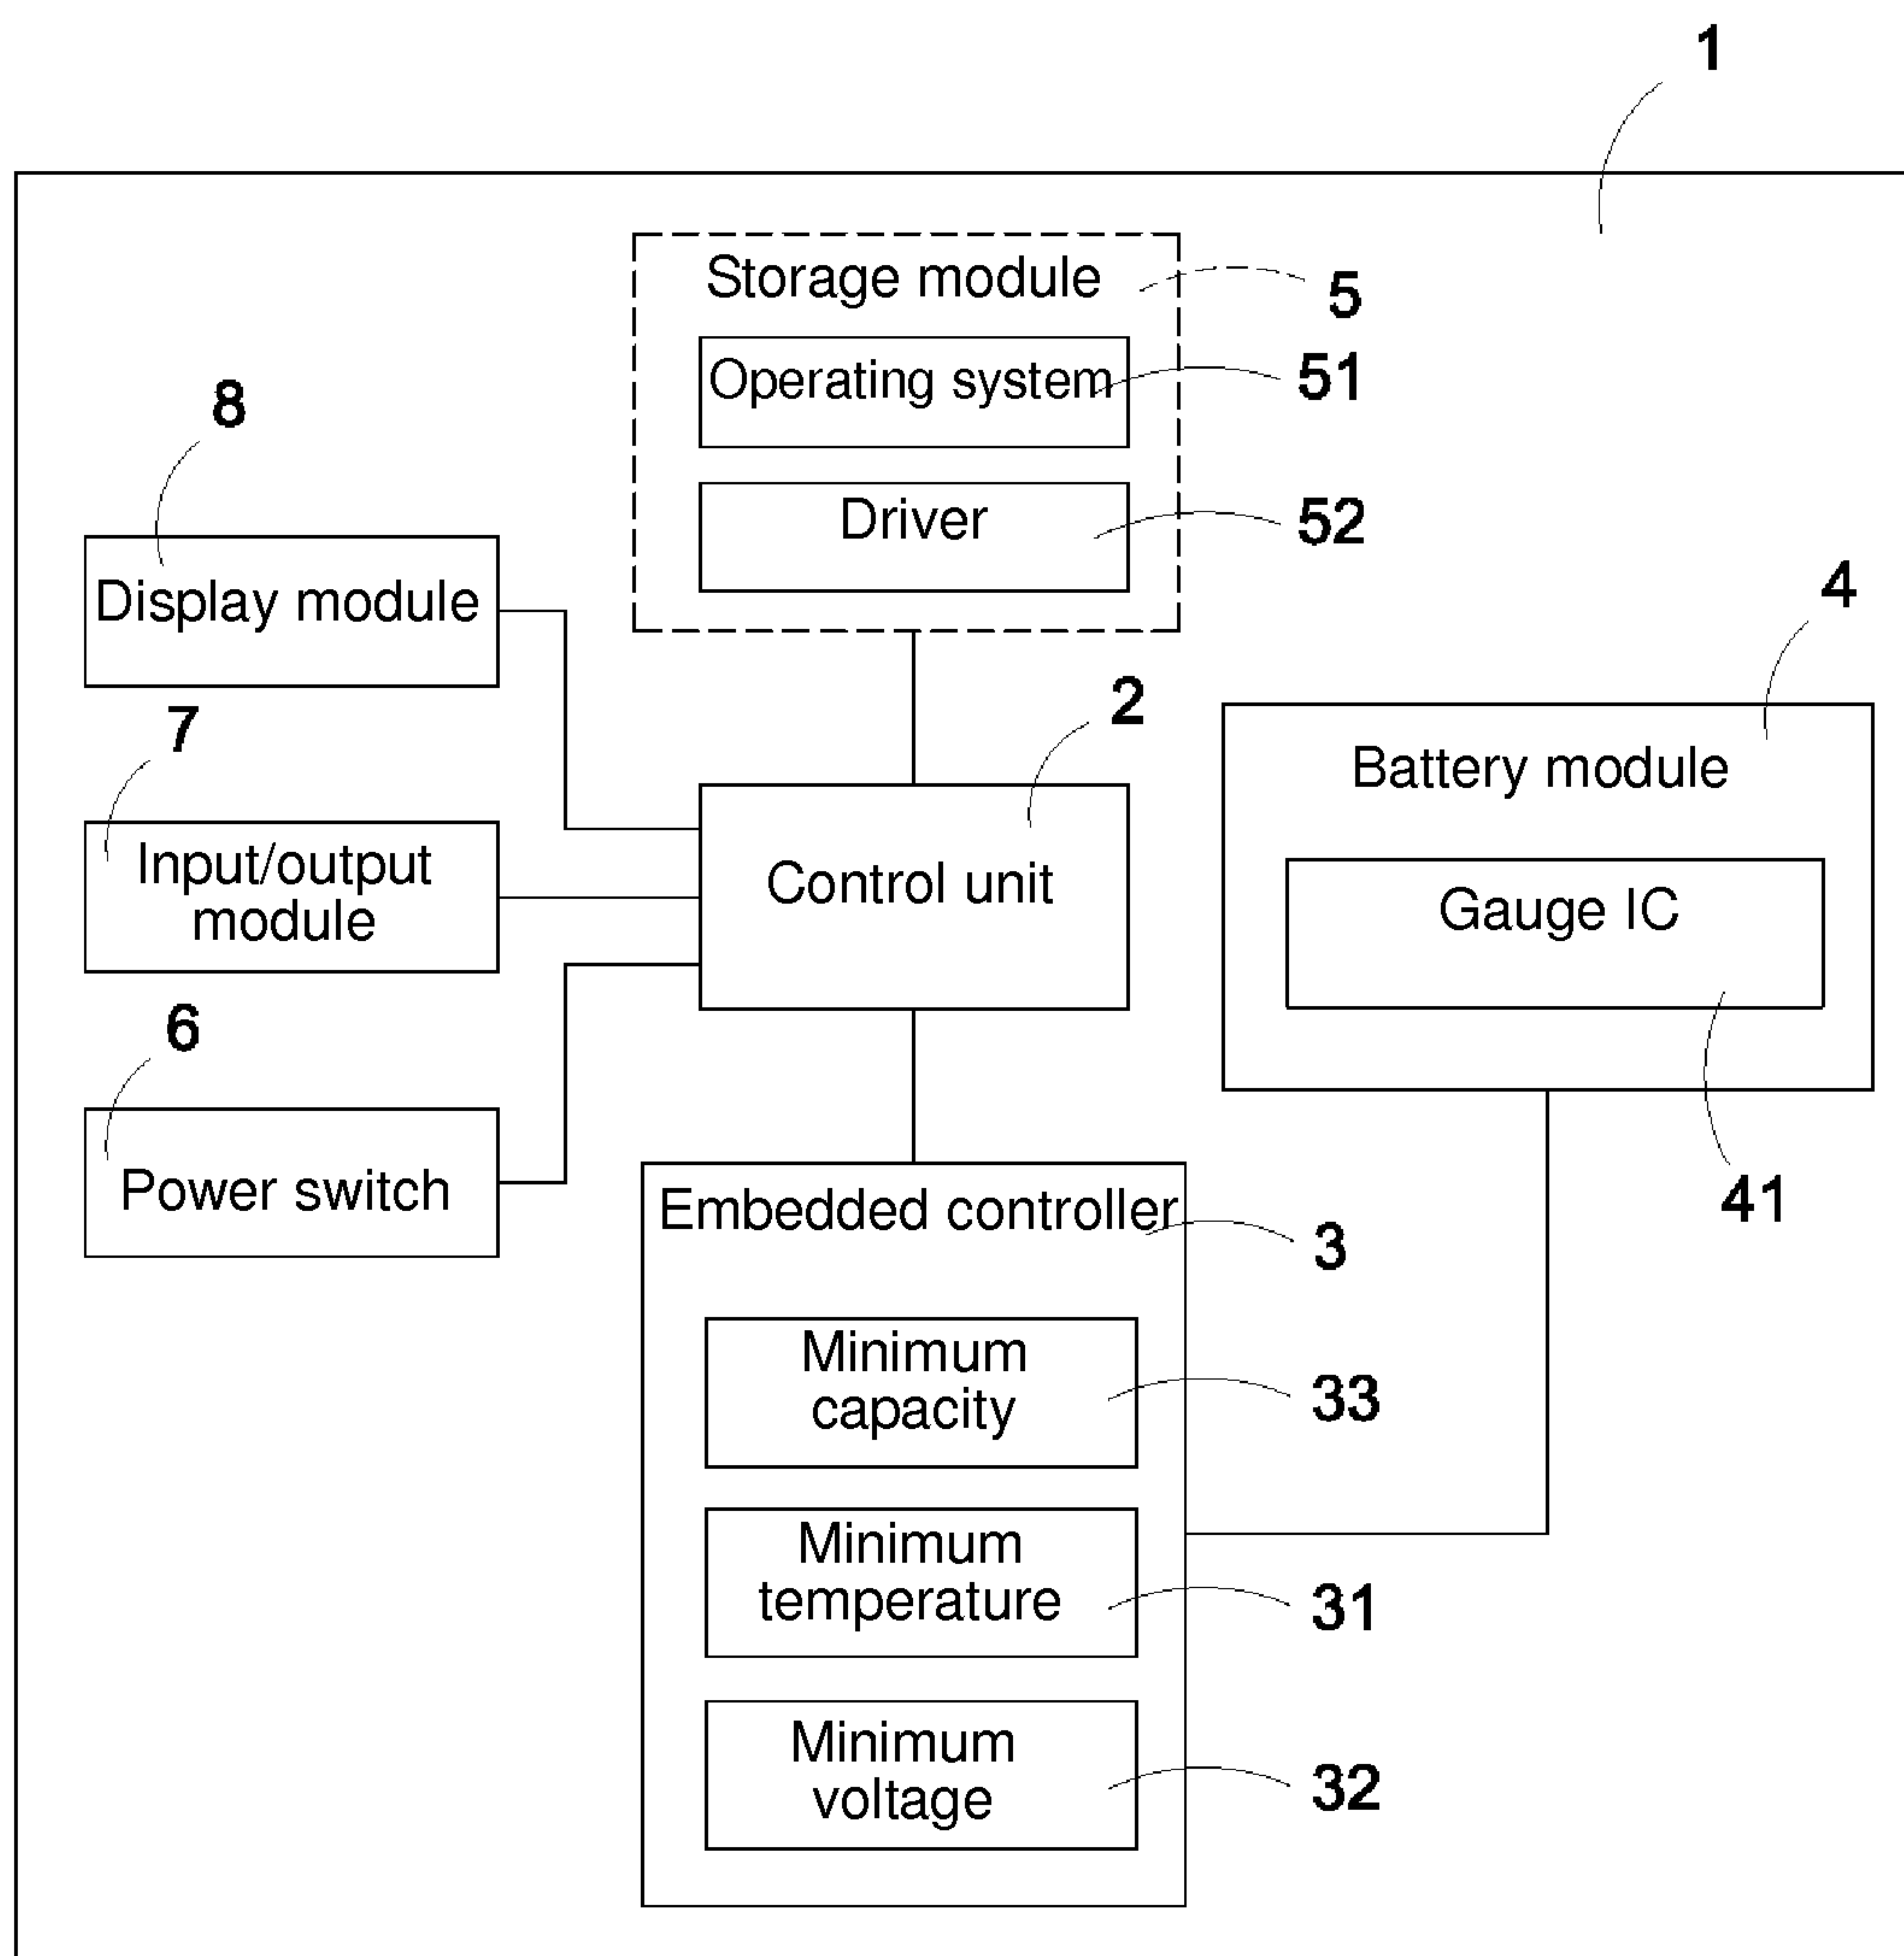 1
Storage module
5
Operating system
51
8
Driver
52
Display module
4
2
7
Battery module
Input/output
module
Control unit
Gauge IC
6
Power switch
41
Embedded controller
3
Minimum
capacity
33
Minimum
temperature
31
Minimum
voltage
32